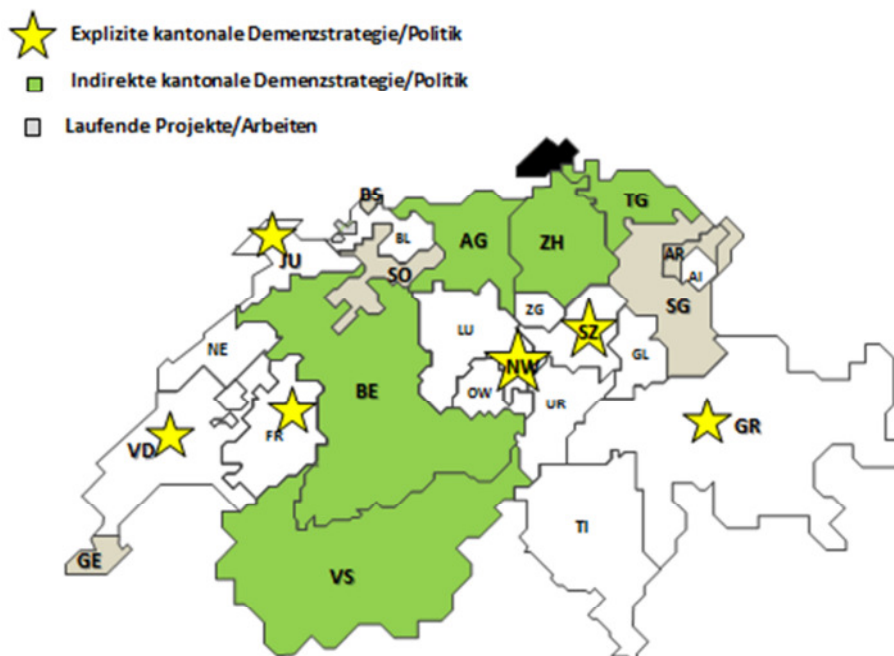 Explizite kantonale Demenzstrategie/Politik
Indirekte kantonale Demenzstrategie/Politik
Laufende Projekte/Arbeiten
BS
TG
BL
AG
ZH
JU
SO
AR
AI
SG
ZG
SZ
LU
NE
GL
NW
OW
UR
BE
FR
VD
GR
TI
GE
VS